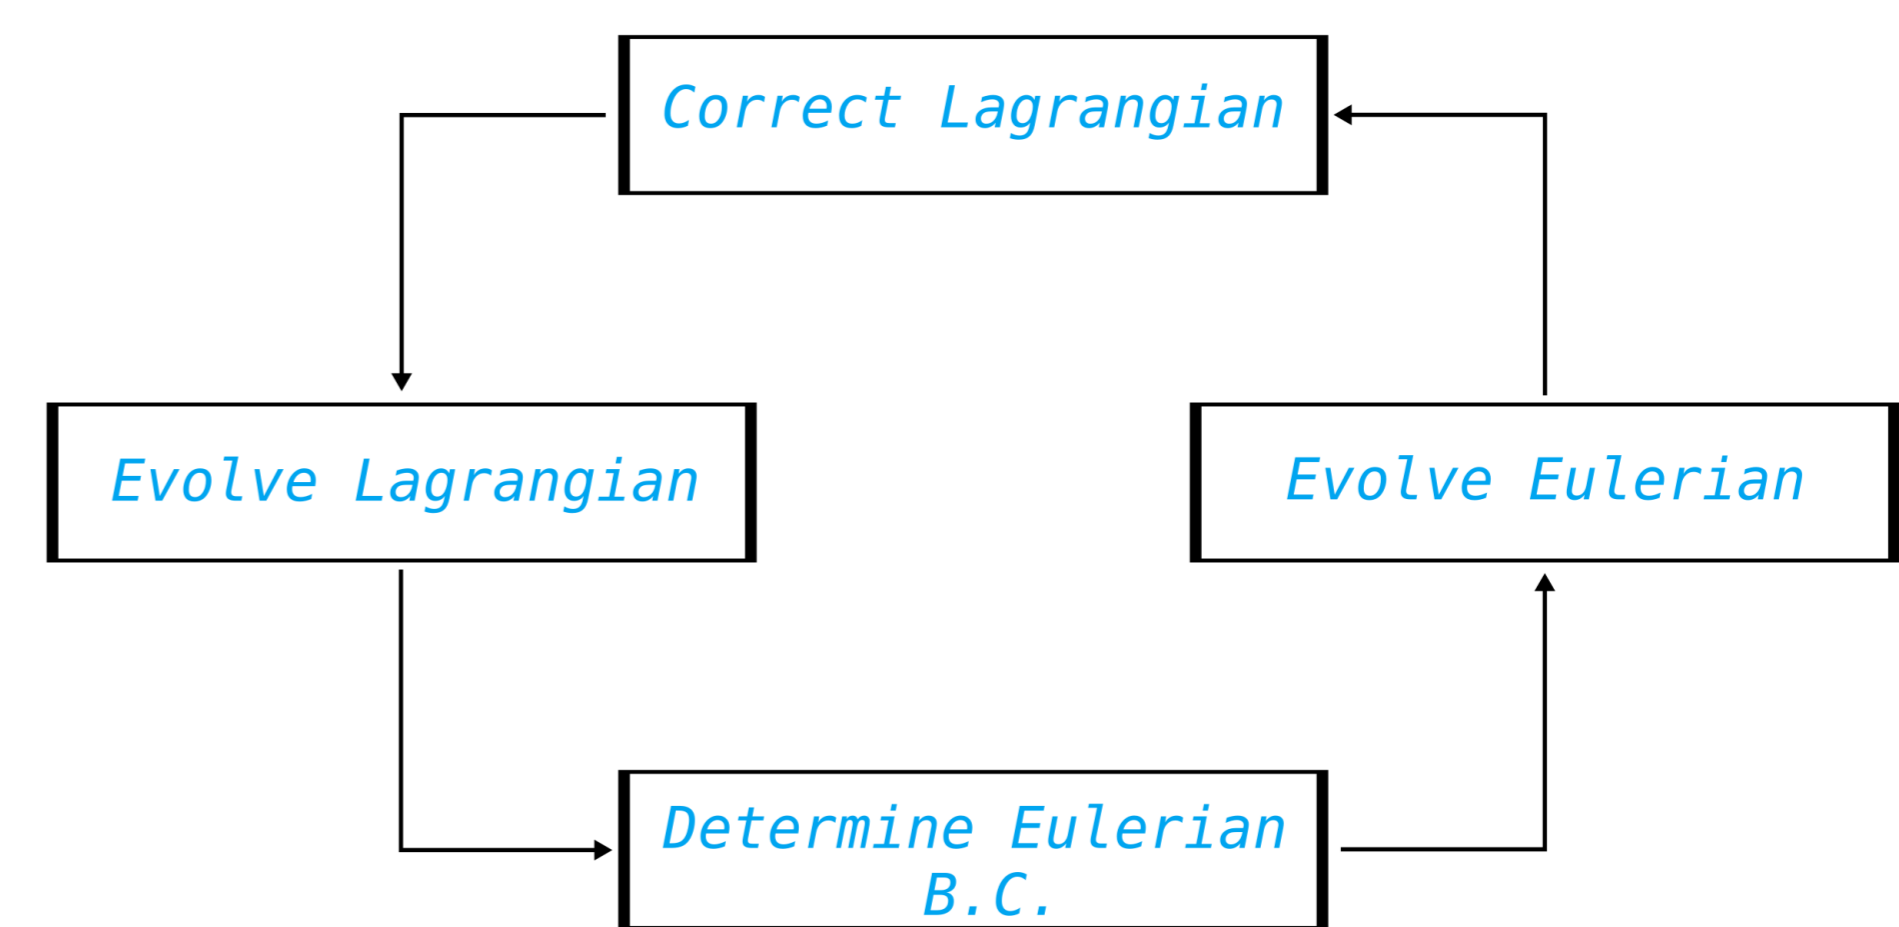 Correct Lagrangian
Evolve Lagrangian
Evolve Eulerian
Determine Eulerian
B.C.